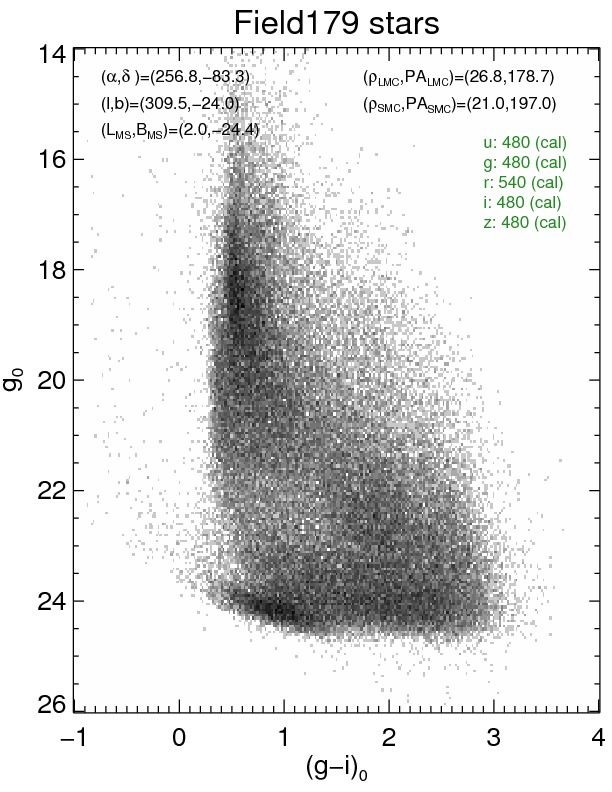 Field179 stars
(α,δ )=(256.8,−83.3)
(l,b)=(309.5,−24.0)
(LMS,BMS)=(2.0,−24.4)
(ρLMC,PALMC)=(26.8,178.7)
(ρSMC,PASMC)=(21.0,197.0)
u: 480 (cal)
g: 480 (cal)
r: 540 (cal)
i: 480 (cal)
z: 480 (cal)
14
16
18
20
22
24
26
g0
−1 0 1 2 3 4
(g−i)0